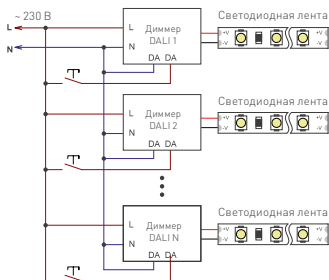 ~ 230 В
L
N
L
N
Диммер
DALI 1
DA DA
Светодиодная лента
+V
-V
+V
-V
L
N
Диммер
DALI 2
DA DA
Светодиодная лента
+V
-V
+V
-V
L
N
Диммер
DALI N
DA DA
Светодиодная лента
+V
-V
+V
-V